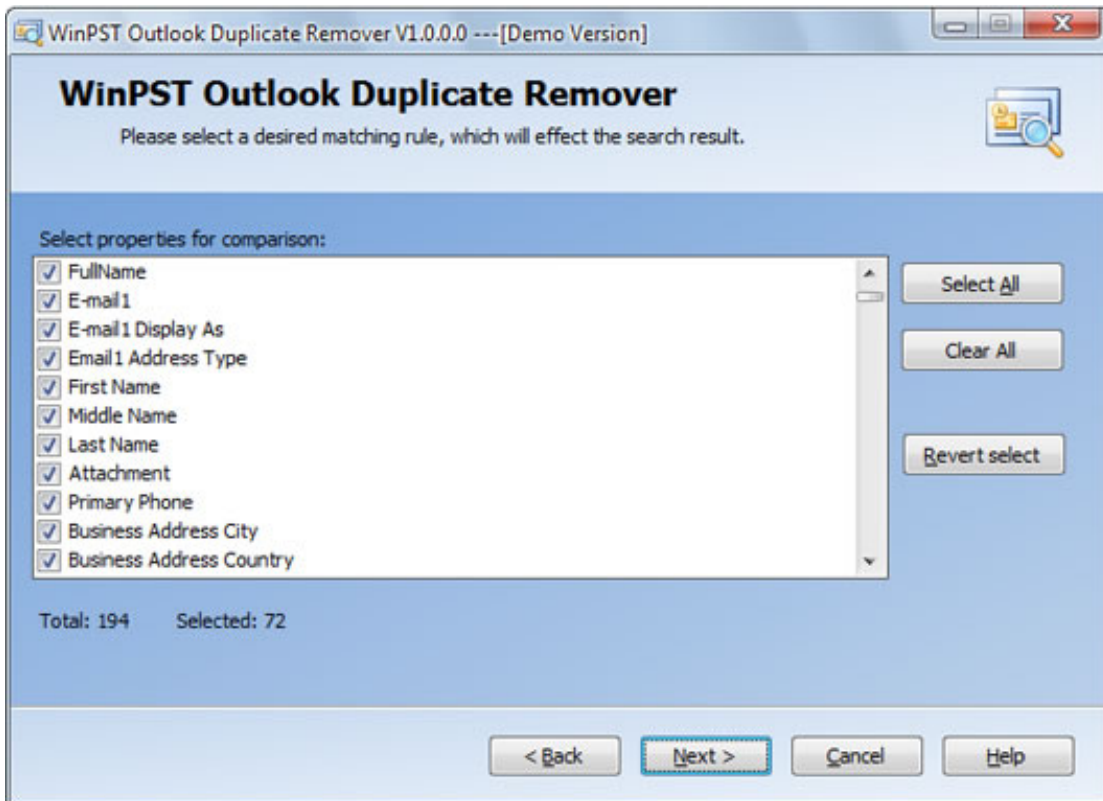 WinPST Outlook Duplicate Remover V1.0.0.0 ---[Demo Version]
WinPST Outlook Duplicate Remover
Please select a desired matching rule, which will effect the search result.
Select properties for comparison:
FullName
E-mail1
E-mail1 Display As
Email1 Address Type
First Name
Middle Name
Last Name
Attachment
Primary Phone
Business Address City
Business Address Country
Select All
Clear All
Revert select
Total: 194 Selected: 72
< Back Next > Cancel Help